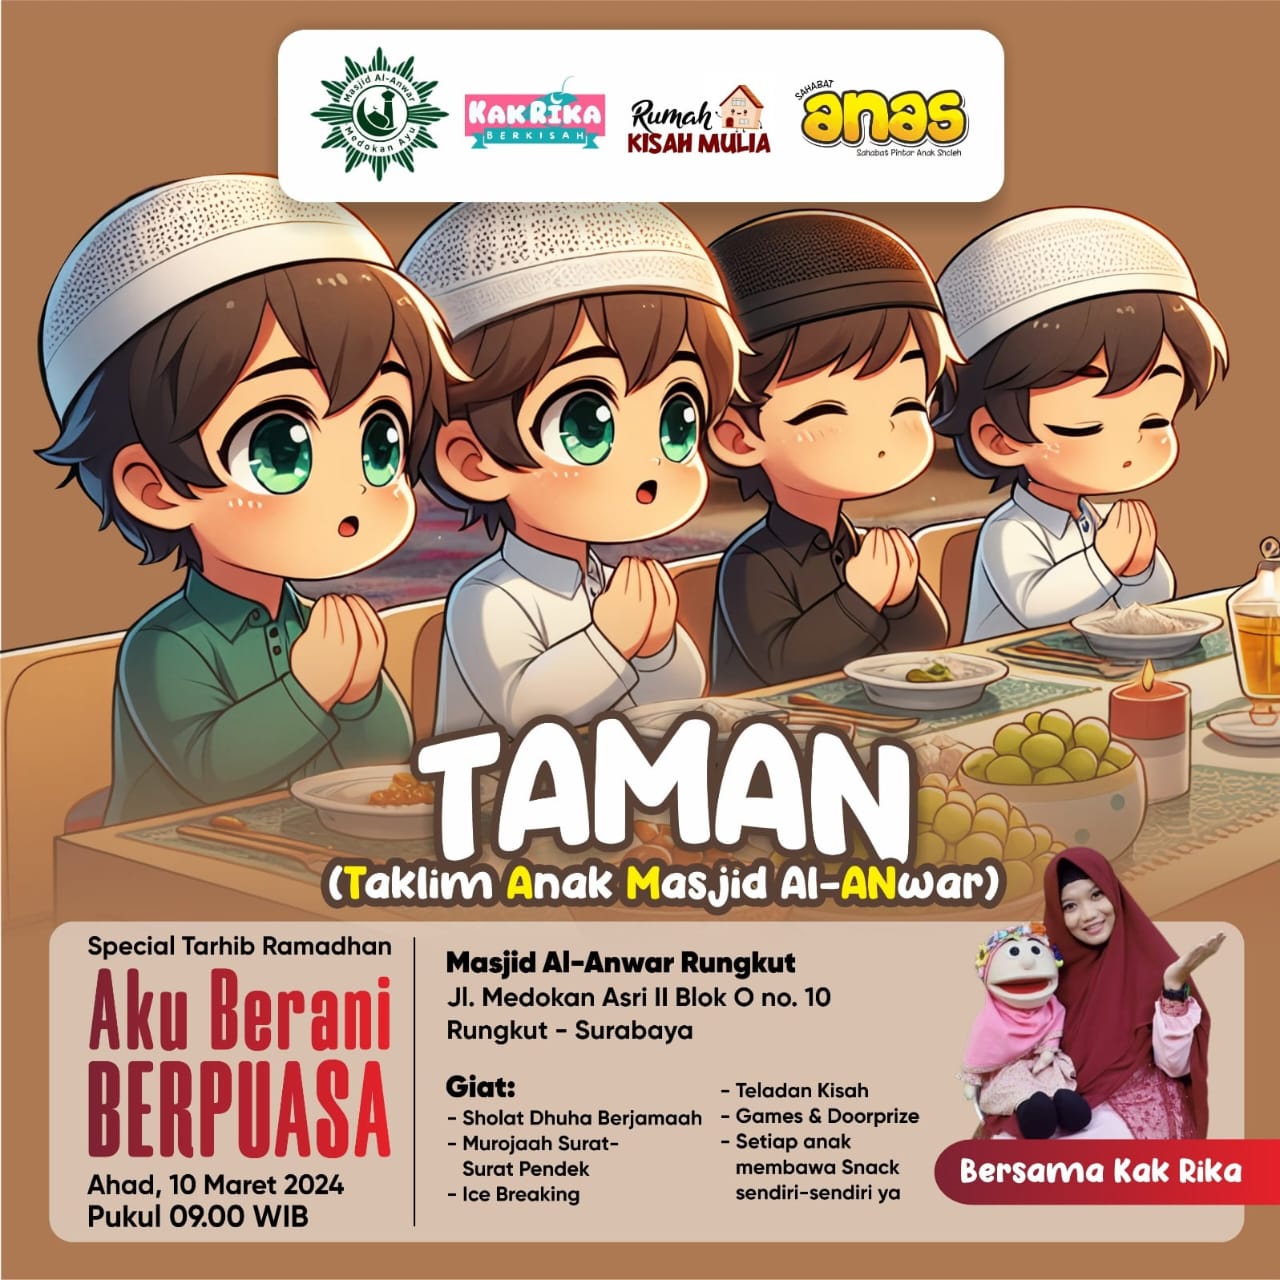 Masjid Al-Anwar
Medokan Ayu
KAK RIKA
BERKISAH
Rumah
KISAH MULIA
SAHABAT
anas
Sahabat Pintar Anak Sholeh
TAMAN
(Taklim Anak Masjid Al-ANwar)
Special Tarhib Ramadhan
Aku Berani
BERPUASA
Ahad, 10 Maret 2024
Pukul 09.00 WIB
Masjid Al-Anwar Rungkut
Jl. Medokan Asri II Blok O no. 10
Rungkut - Surabaya
Giat:
- Sholat Dhuha Berjamaah
- Murojaah Surat-
Surat Pendek
- Ice Breaking
- Teladan Kisah
- Games & Doorprize
- Setiap anak
membawa Snack
sendiri-sendiri ya
Bersama Kak Rika